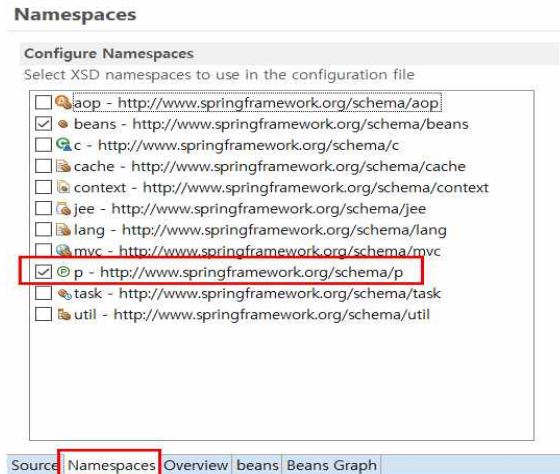 Namespaces
Configure Namespaces
Select XSD namespaces to use in the configuration file
aop - http://www.springframework.org/schema/aop
beans - http://www.springframework.org/schema/beans
c - http://www.springframework.org/schema/c
cache - http://www.springframework.org/schema/cache
context - http://www.springframework.org/schema/context
jee - http://www.springframework.org/schema/jee
lang - http://www.springframework.org/schema/lang
mvc - http://www.springframework.org/schema/mvc
p - http://www.springframework.org/schema/p
task - http://www.springframework.org/schema/task
util - http://www.springframework.org/schema/util
Source Namespaces Overview beans Beans Graph